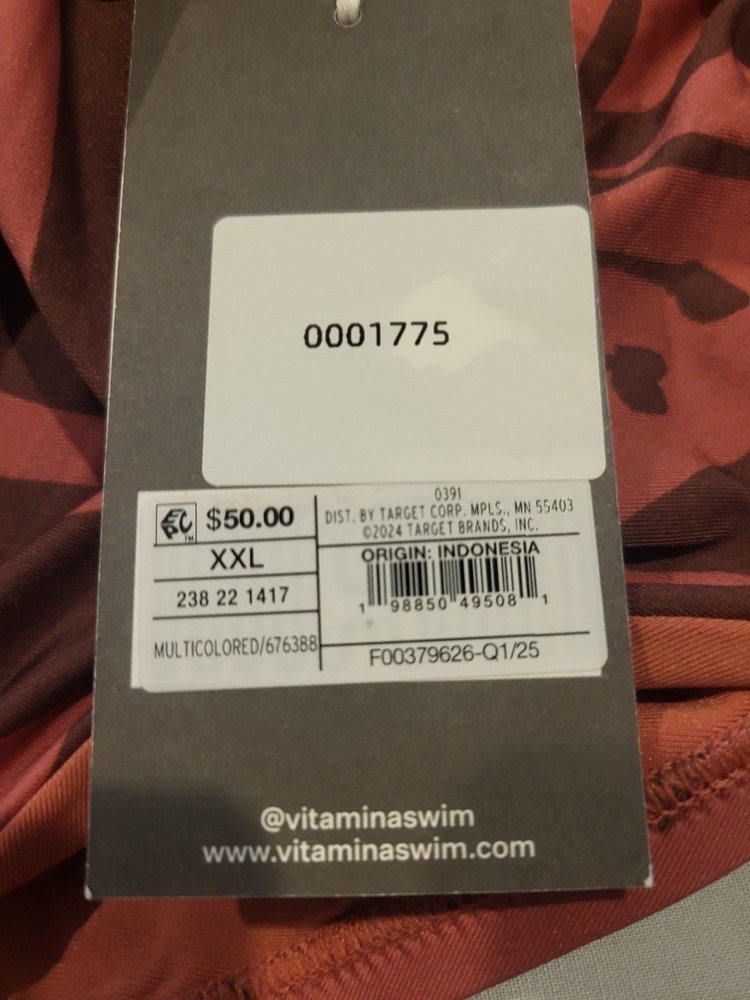 0001775
EPC™ $50.00
XXL
238 22 1417
MULTICOLORED/676388
0391
DIST. BY TARGET CORP. MPLS., MN 55403
©2024 TARGET BRANDS, INC.
ORIGIN: INDONESIA
1 98850 49508 1
F00379626-Q1/25
@vitaminaswim
www.vitaminaswim.com